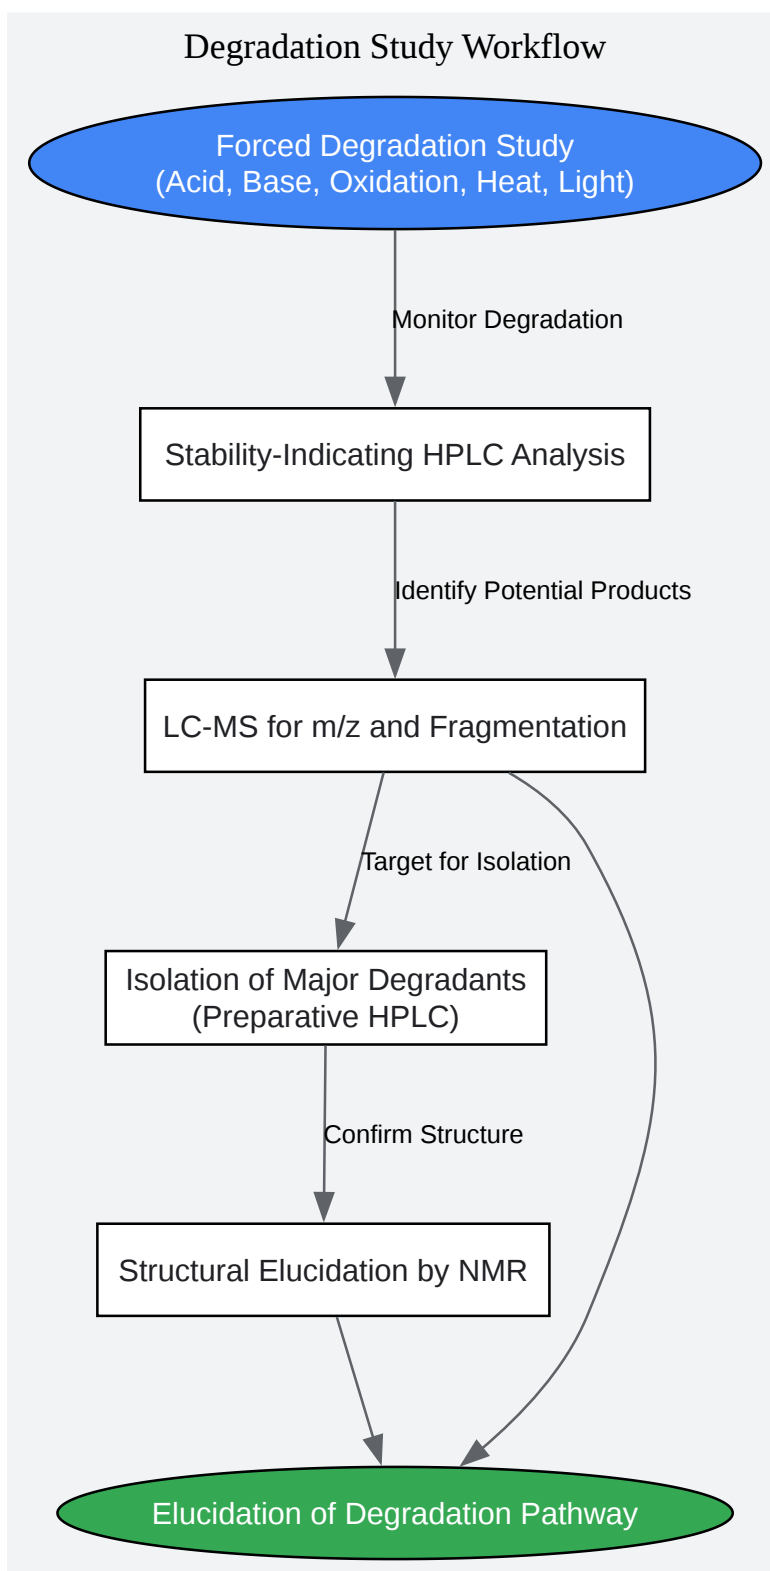 Degradation Study Workflow
Forced Degradation Study
(Acid, Base, Oxidation, Heat, Light)
Monitor Degradation
Stability-Indicating HPLC Analysis
Identify Potential Products
LC-MS for m/z and Fragmentation
Target for Isolation
Isolation of Major Degradants
(Preparative HPLC)
Confirm Structure
Structural Elucidation by NMR
Elucidation of Degradation Pathway